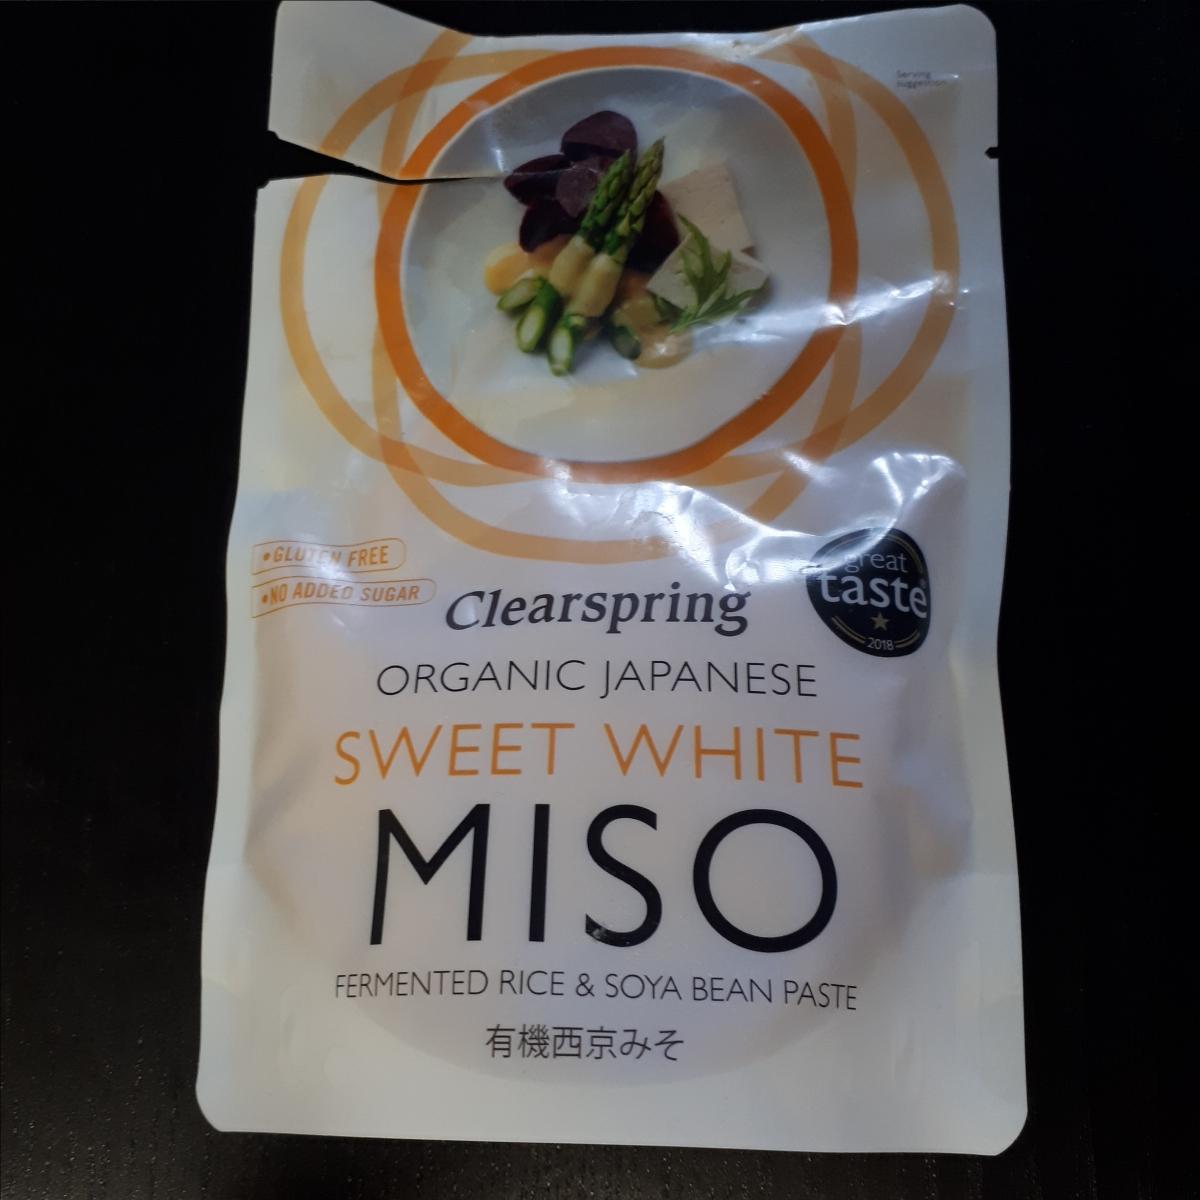 Serving
suggestion
• GLUTEN FREE
• NO ADDED SUGAR
Clearspring
great
taste
2018
ORGANIC JAPANESE
SWEET WHITE
MISO
FERMENTED RICE & SOYA BEAN PASTE
有機西京みそ